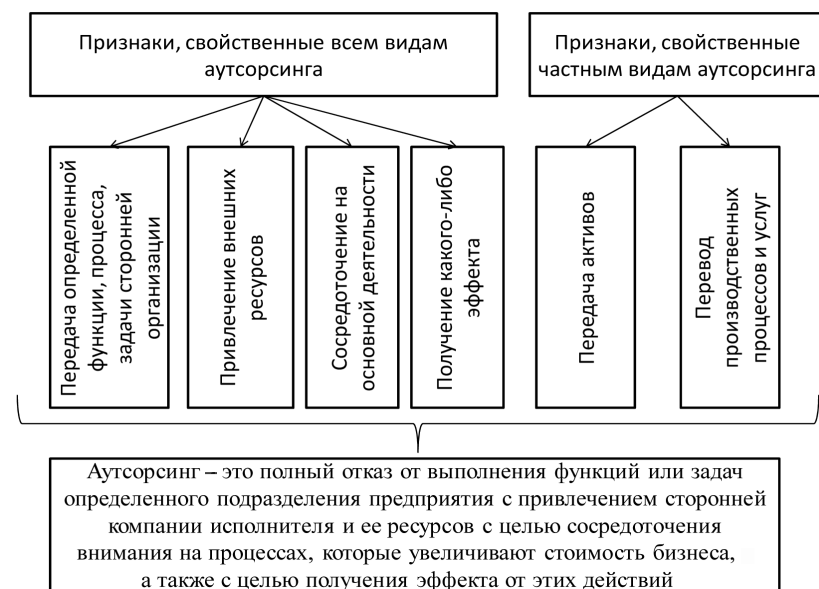 Признаки, свойственные всем видам
аутсорсинга
Признаки, свойственные
частным видам аутсорсинга
Передача определенной
функции, процесса,
задачи сторонней
организации
Привлечение внешних
ресурсов
Сосредоточение на
основной деятельности
Получение какого-либо
эффекта
Передача активов
Перевод
производственных
процессов и услуг
Аутсорсинг – это полный отказ от выполнения функций или задач
определенного подразделения предприятия с привлечением сторонней
компании исполнителя и ее ресурсов с целью сосредоточения
внимания на процессах, которые увеличивают стоимость бизнеса,
а также с целью получения эффекта от этих действий